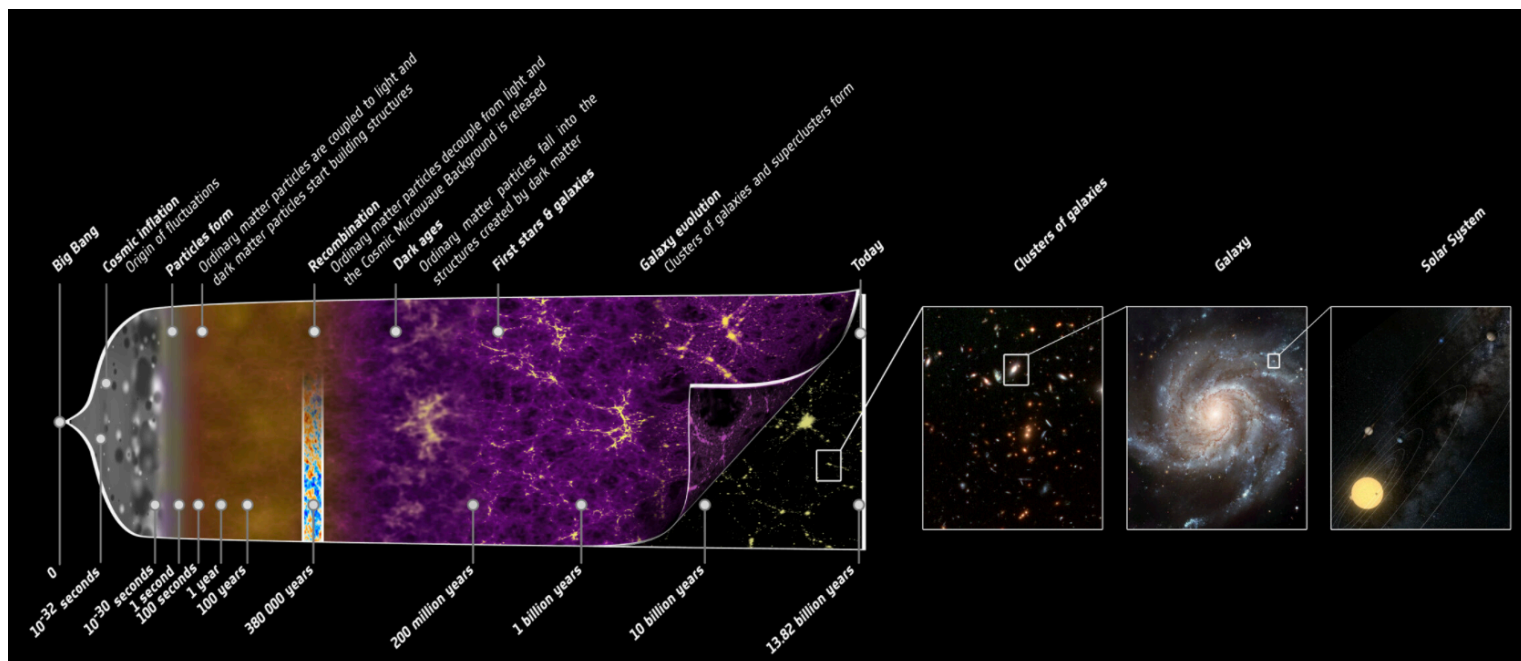 Big Bang
Cosmic inflation
Origin of fluctuations
Particles form
Ordinary matter particles are coupled to light and
dark matter particles start building structures
Recombination
Ordinary matter particles decouple from light and
the Cosmic Microwave Background is released
Dark ages
Ordinary matter particles fall into the
structures created by dark matter
First stars & galaxies
Galaxy evolution
Clusters of galaxies and superclusters form
Today
Clusters of galaxies
Galaxy
Solar System
0
10-32 seconds
10-30 seconds
1 second
100 seconds
1 year
100 years
380 000 years
200 million years
1 billion years
10 billion years
13.82 billion years